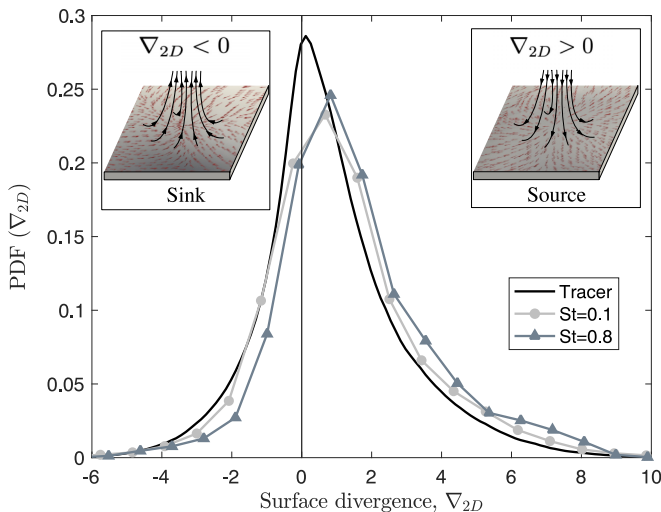 ∇2D < 0
Sink
∇2D > 0
Source
PDF (∇2D)
0.3
0.25
0.2
0.15
0.1
0.05
0
Tracer
St=0.1
St=0.8
-6 -4 -2 0 2 4 6 8 10
Surface divergence, ∇2D